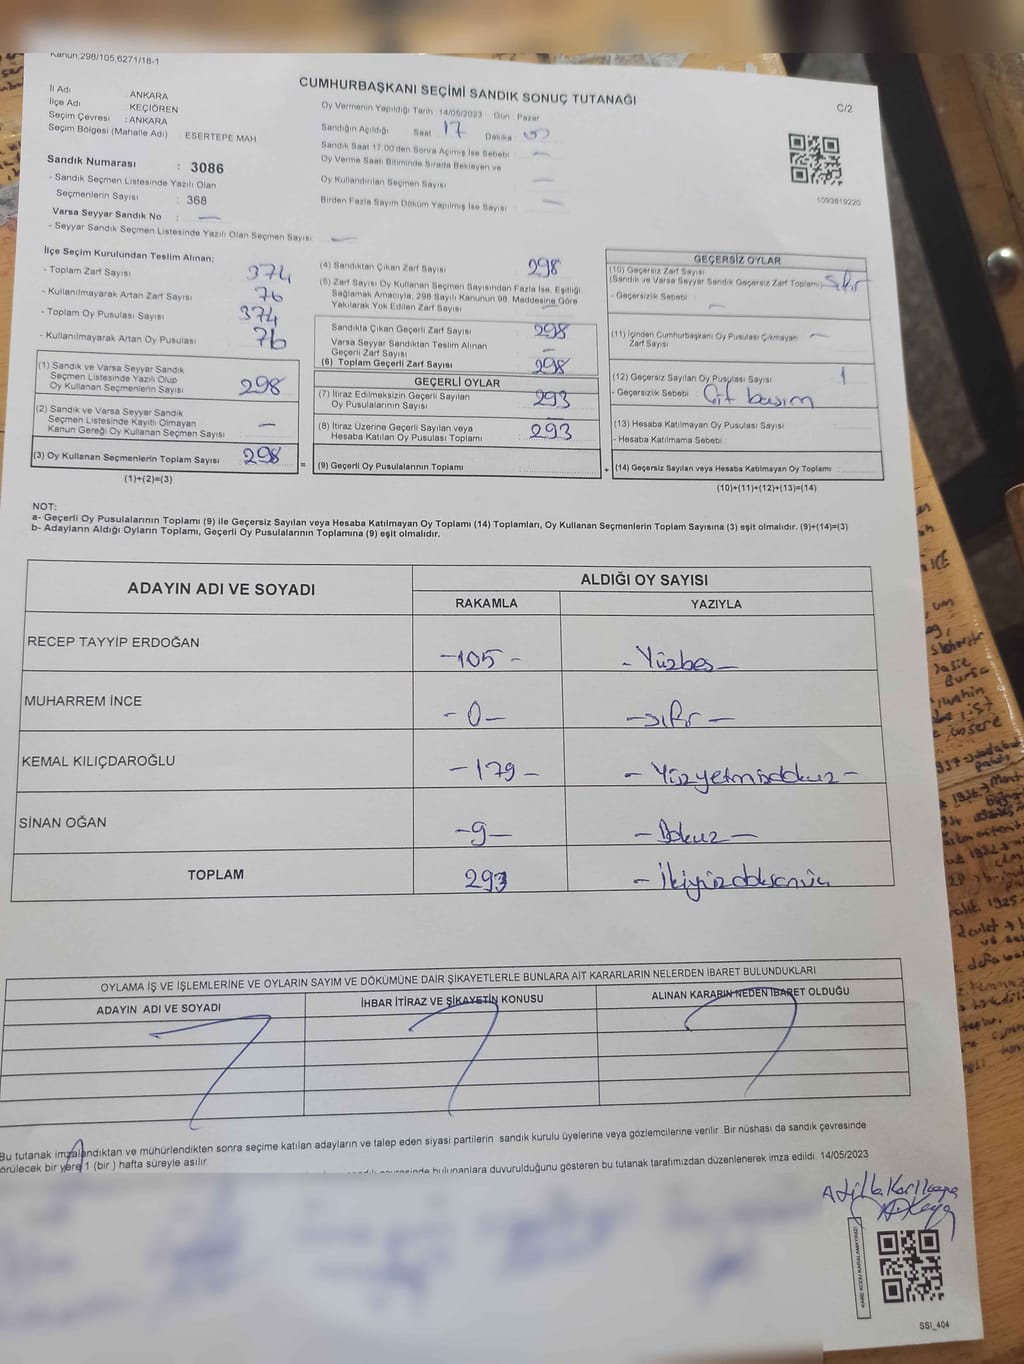 Kanun;298/105,6271/18-1
CUMHURBAŞKANI SEÇİMİ SANDIK SONUÇ TUTANAĞI
C/2
İl Adı : ANKARA
İlçe Adı : KEÇİÖREN
Seçim Çevresi : ANKARA
Seçim Bölgesi (Mahalle Adı) : ESERTEPE MAH
Oy Vermenin Yapıldığı Tarih : 14/05/2023 Gün : Pazar
Sandığın Açıldığı Saat 17 Dakika
Sandık Saat 17:00'den Sonra Açımış İse Sebebi : —
Oy Verme Saati Bitiminde Sırada Bekleyen ve
Oy Kullandırılan Seçmen Sayısı : —
Birden Fazla Sayım Döküm Yapılmış İse Sayısı : —
1093819220
Sandık Numarası : 3086
- Sandık Seçmen Listesinde Yazılı Olan
Seçmenlerin Sayısı : 368
Varsa Seyyar Sandık No : —
- Seyyar Sandık Seçmen Listesinde Yazılı Olan Seçmen Sayısı : —
İlçe Seçim Kurulundan Teslim Alınan;
- Toplam Zarf Sayısı 374
- Kullanılmayarak Artan Zarf Sayısı 76
- Toplam Oy Pusulası Sayısı 374
- Kullanılmayarak Artan Oy Pusulası 76
(1) Sandık ve Varsa Seyyar Sandık
Seçmen Listesinde Yazılı Olup
Oy Kullanan Seçmenlerin Sayısı 298
(2) Sandık ve Varsa Seyyar Sandık
Seçmen Listesinde Kayıtlı Olmayan
Kanun Gereği Oy Kullanan Seçmen Sayısı —
(3) Oy Kullanan Seçmenlerin Toplam Sayısı 298
(1)+(2)=(3)
(4) Sandıktan Çıkan Zarf Sayısı 298
(5) Zarf Sayısı Oy Kullanan Seçmen Sayısından Fazla İse, Eşitliği
Sağlamak Amacıyla, 298 Sayılı Kanunun 98. Maddesine Göre
Yakılarak Yok Edilen Zarf Sayısı —
Sandıkta Çıkan Geçerli Zarf Sayısı 298
Varsa Seyyar Sandıktan Teslim Alınan
Geçerli Zarf Sayısı —
(6) Toplam Geçerli Zarf Sayısı 298
GEÇERLİ OYLAR
(7) İtiraz Edilmeksizin Geçerli Sayılan
Oy Pusulalarının Sayısı 293
(8) İtiraz Üzerine Geçerli Sayılan veya
Hesaba Katılan Oy Pusulası Toplamı — 293
= (9) Geçerli Oy Pusulalarının Toplamı :
GEÇERSİZ OYLAR
(10) Geçersiz Zarf Sayısı
(Sandık ve Varsa Seyyar Sandık Geçersiz Zarf Toplamı) sıfır
- Geçersizlik Sebebi : —
(11) İçinden Cumhurbaşkanı Oy Pusulası Çıkmayan —
Zarf Sayısı
(12) Geçersiz Sayılan Oy Pusulası Sayısı 1
- Geçersizlik Sebebi : Çift basım
(13) Hesaba Katılmayan Oy Pusulası Sayısı
- Hesaba Katılmama Sebebi :
+ (14) Geçersiz Sayılan veya Hesaba Katılmayan Oy Toplamı
(10)+(11)+(12)+(13)=(14)
NOT:
a- Geçerli Oy Pusulalarının Toplamı (9) ile Geçersiz Sayılan veya Hesaba Katılmayan Oy Toplamı (14) Toplamları, Oy Kullanan Seçmenlerin Toplam Sayısına (3) eşit olmalıdır. (9)+(14)=(3)
b- Adayların Aldığı Oyların Toplamı, Geçerli Oy Pusulalarının Toplamına (9) eşit olmalıdır.
ADAYIN ADI VE SOYADI
ALDIĞI OY SAYISI
RAKAMLA YAZIYLA
RECEP TAYYİP ERDOĞAN -105- -Yüzbeş-
MUHARREM İNCE -0- -sıfır-
KEMAL KILIÇDAROĞLU -179- -Yüzyetmişdokuz-
SİNAN OĞAN -9- -Dokuz-
TOPLAM 293 -İkiyüzdoksanüç
OYLAMA İŞ VE İŞLEMLERİNE VE OYLARIN SAYIM VE DÖKÜMÜNE DAİR ŞİKAYETLERLE BUNLARA AİT KARARLARIN NELERDEN İBARET BULUNDUKLARI
ADAYIN ADI VE SOYADI İHBAR İTİRAZ VE ŞİKAYETİN KONUSU ALINAN KARARIN NEDEN İBARET OLDUĞU
Bu tutanak imzalandıktan ve mühürlendikten sonra seçime katılan adayların ve talep eden siyasi partilerin sandık kurulu üyelerine veya gözlemcilerine verilir. Bir nüshası da sandık çevresinde
görülecek bir yere 1 (bir) hafta süreyle asılır.
bulunanlara duyurulduğunu gösteren bu tutanak tarafımızdan düzenlenerek imza edildi. 14/05/2023
KARE KODU KARALAMAYINIZ!
SSI_404